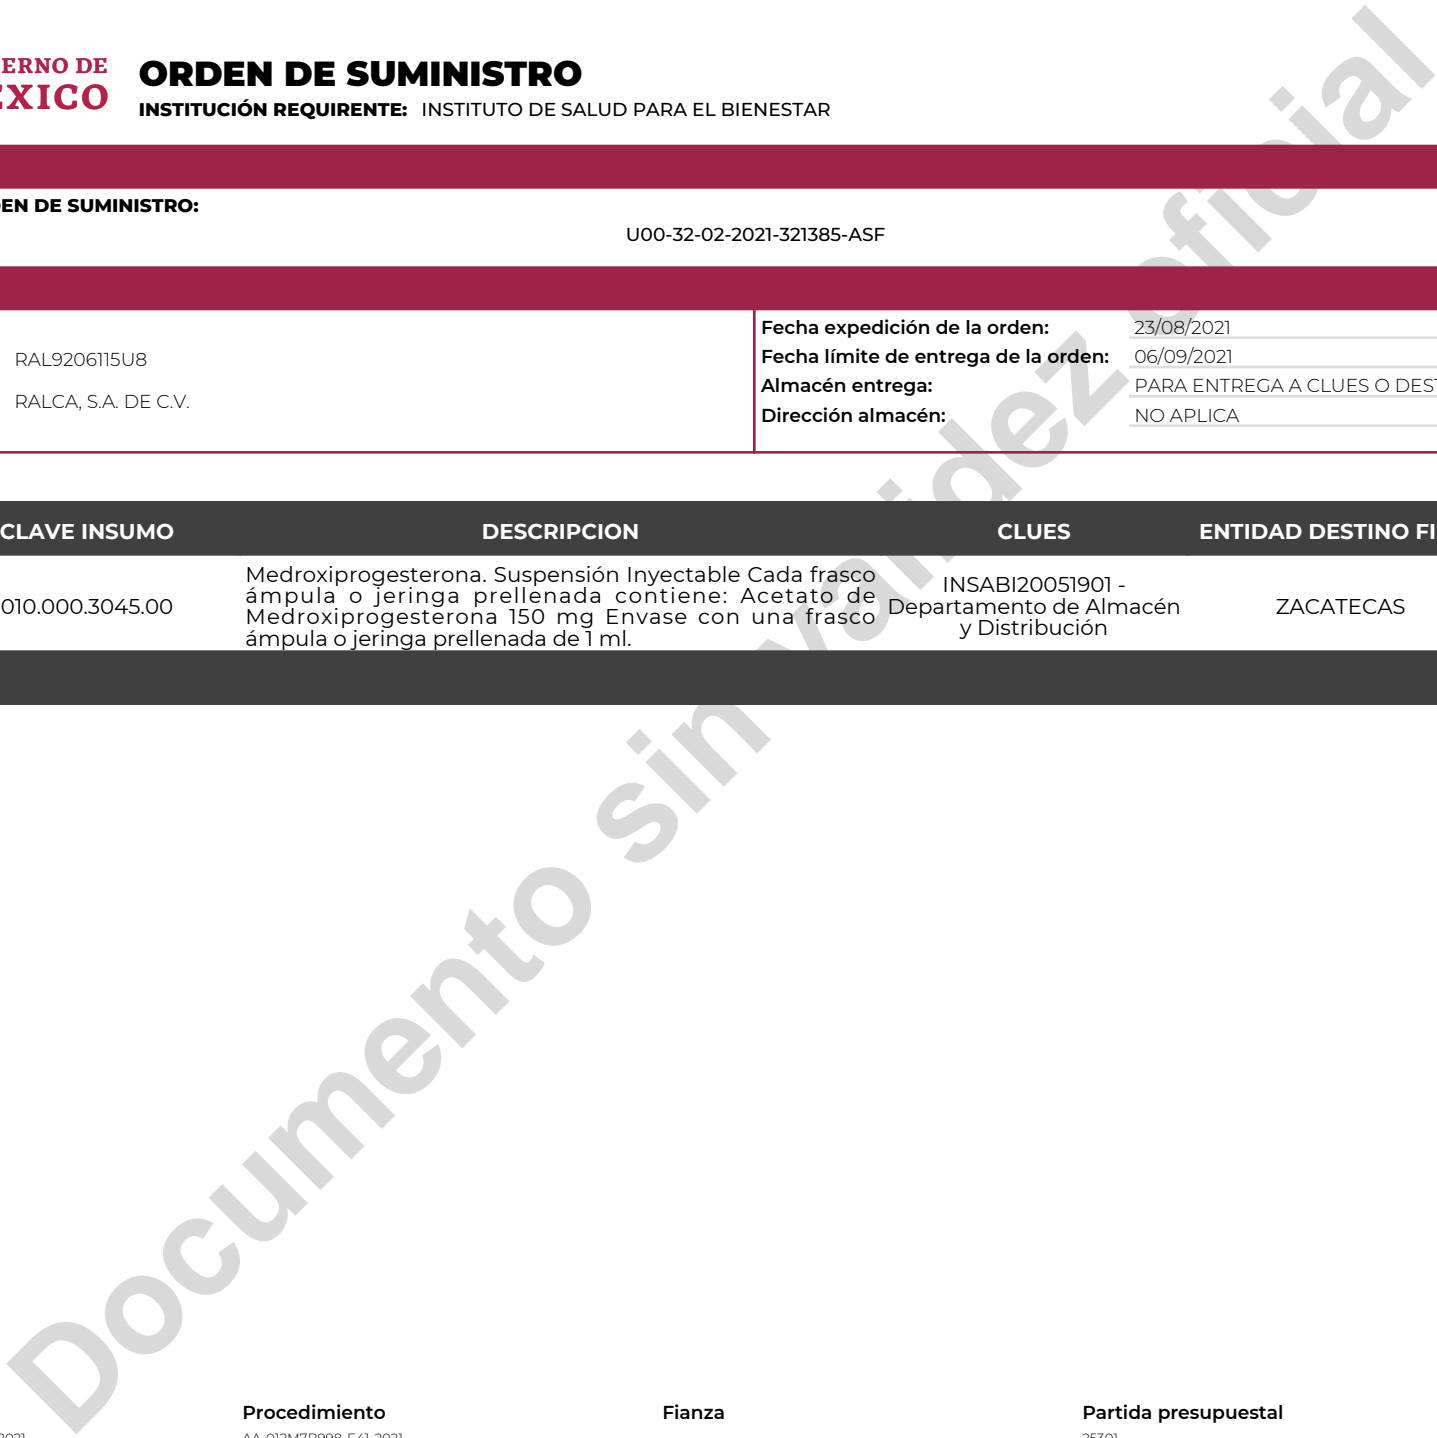 ERNO DE
EXICO
ORDEN DE SUMINISTRO
INSTITUCIÓN REQUIRENTE: INSTITUTO DE SALUD PARA EL BIENESTAR
EN DE SUMINISTRO:
U00-32-02-2021-321385-ASF
RAL9206115U8
RALCA, S.A. DE C.V.
Fecha expedición de la orden: 23/08/2021
Fecha límite de entrega de la orden: 06/09/2021
Almacén entrega: PARA ENTREGA A CLUES O DES
Dirección almacén: NO APLICA
CLAVE INSUMO DESCRIPCION CLUES ENTIDAD DESTINO FI
010.000.3045.00
Medroxiprogesterona. Suspensión Inyectable Cada frasco
ámpula o jeringa prellenada contiene: Acetato de
Medroxiprogesterona 150 mg Envase con una frasco
ámpula o jeringa prellenada de 1 ml.
INSABI20051901 -
Departamento de Almacén
y Distribución
ZACATECAS
Documento sin validez oficial
Procedimiento Fianza Partida presupuestal